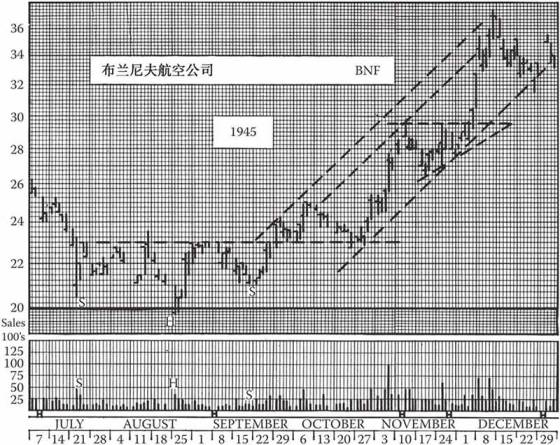 36
34
布兰尼夫航空公司 BNF
32
30
1945
28
26
24
22
S
S
20
H
Sales
100's
125
100
75
50
25
S
H
S
JULY AUGUST SEPTEMBER OCTOBER NOVEMBER DECEMBER
7 14 21 28 4 11 18 25 1 8 15 22 29 6 13 20 27 3 10 17 24 1 8 15 22 29